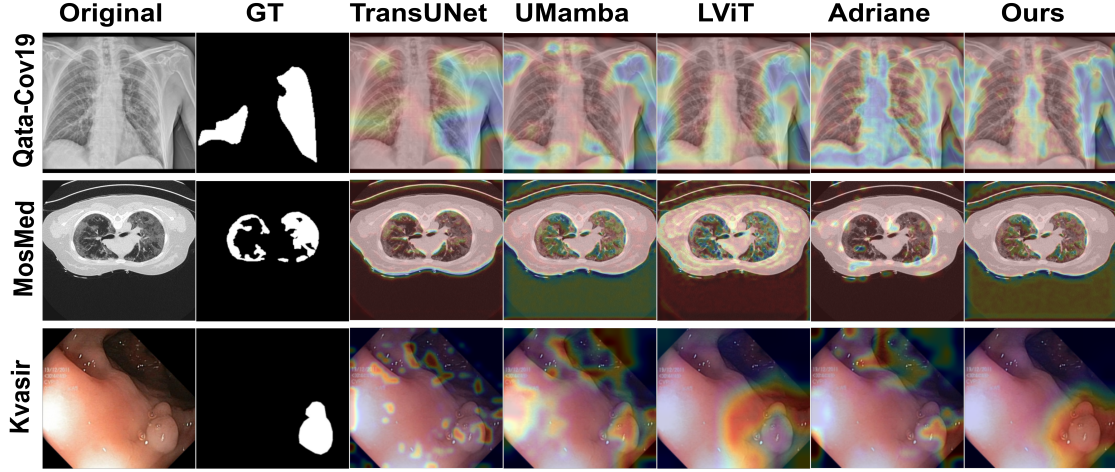 Original GT TransUNet UMamba LViT Adriane Ours
Qata-Cov19
MosMed
Kvasir